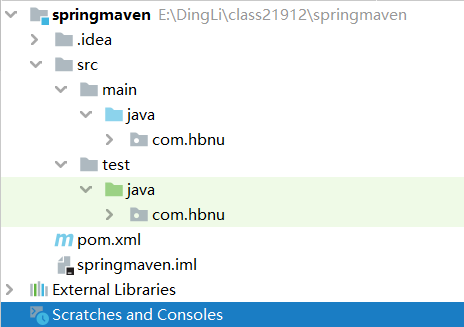 springmaven E:\DingLi\class21912\springmaven
.idea
src
main
java
com.hbnu
test
java
com.hbnu
pom.xml
springmaven.iml
External Libraries
Scratches and Consoles